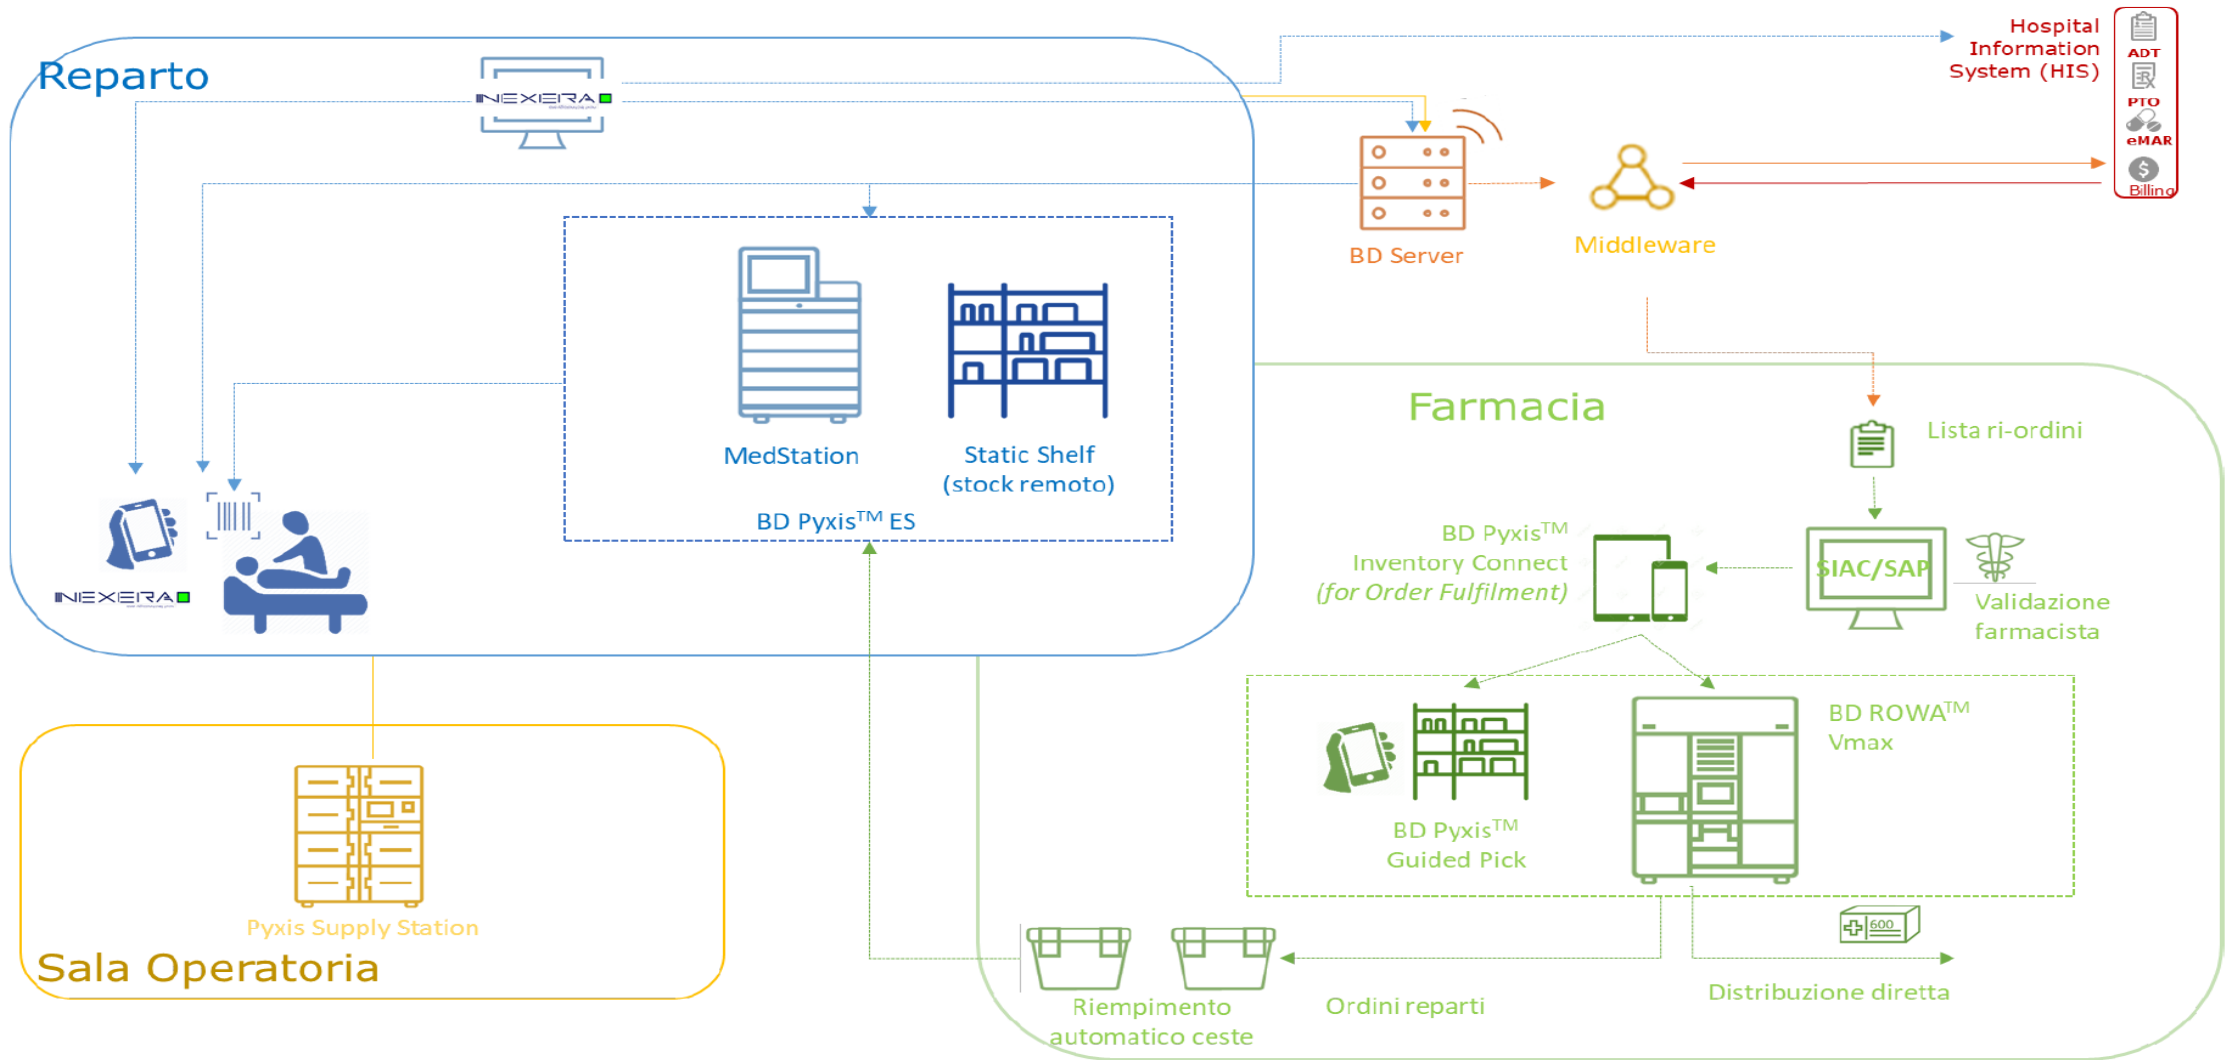 Reparto
INEXERA
Hospital
Information
System (HIS)
ADT
PTO
eMAR
$
Billing
BD Server
Middleware
MedStation
Static Shelf
(stock remoto)
BD Pyxis™ ES
INEXERA
Farmacia
Lista ri-ordini
BD Pyxis™
Inventory Connect
(for Order Fulfilment)
SIAC/SAP
Validazione
farmacista
BD Pyxis™
Guided Pick
BD ROWA™
Vmax
600
Riempimento
automatico ceste
Ordini reparti
Distribuzione diretta
Pyxis Supply Station
Sala Operatoria